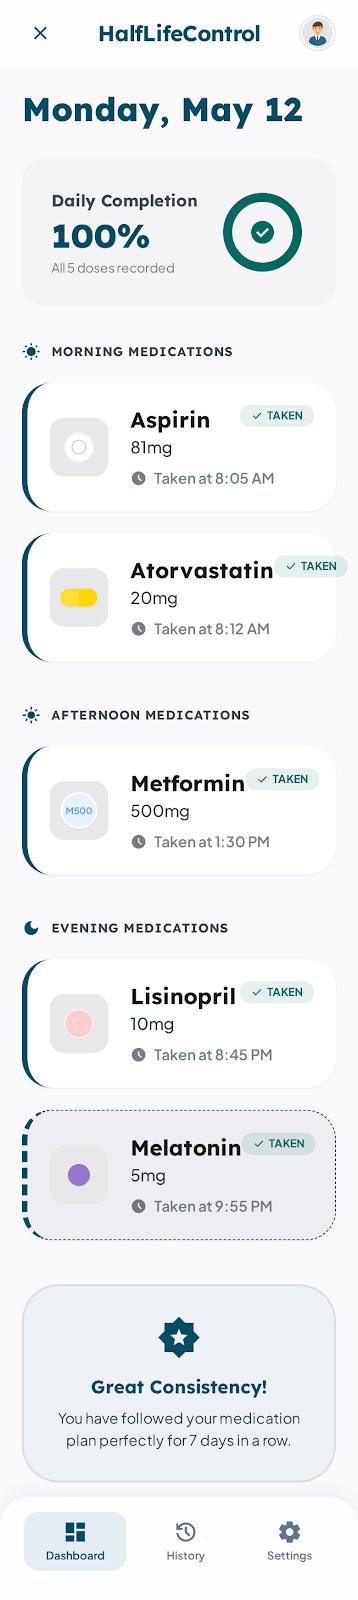 HalfLifeControl
Monday, May 12
Daily Completion
100%
All 5 doses recorded
MORNING MEDICATIONS
Aspirin
TAKEN
81mg
Taken at 8:05 AM
Atorvastatin
TAKEN
20mg
Taken at 8:12 AM
AFTERNOON MEDICATIONS
M500
Metformin
TAKEN
500mg
Taken at 1:30 PM
EVENING MEDICATIONS
Lisinopril
TAKEN
10mg
Taken at 8:45 PM
Melatonin
TAKEN
5mg
Taken at 9:55 PM
Great Consistency!
You have followed your medication
plan perfectly for 7 days in a row.
Dashboard
History
Settings